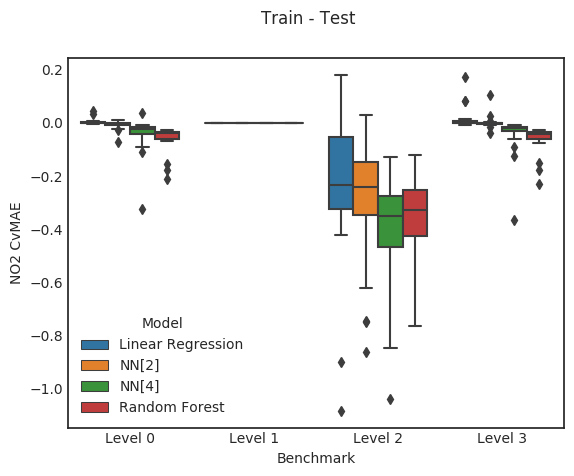 Train - Test
0.2
0.0
−0.2
−0.4
−0.6
−0.8
−1.0
NO2 CvMAE
Model
Linear Regression
NN[2]
NN[4]
Random Forest
Level 0 Level 1 Level 2 Level 3
Benchmark